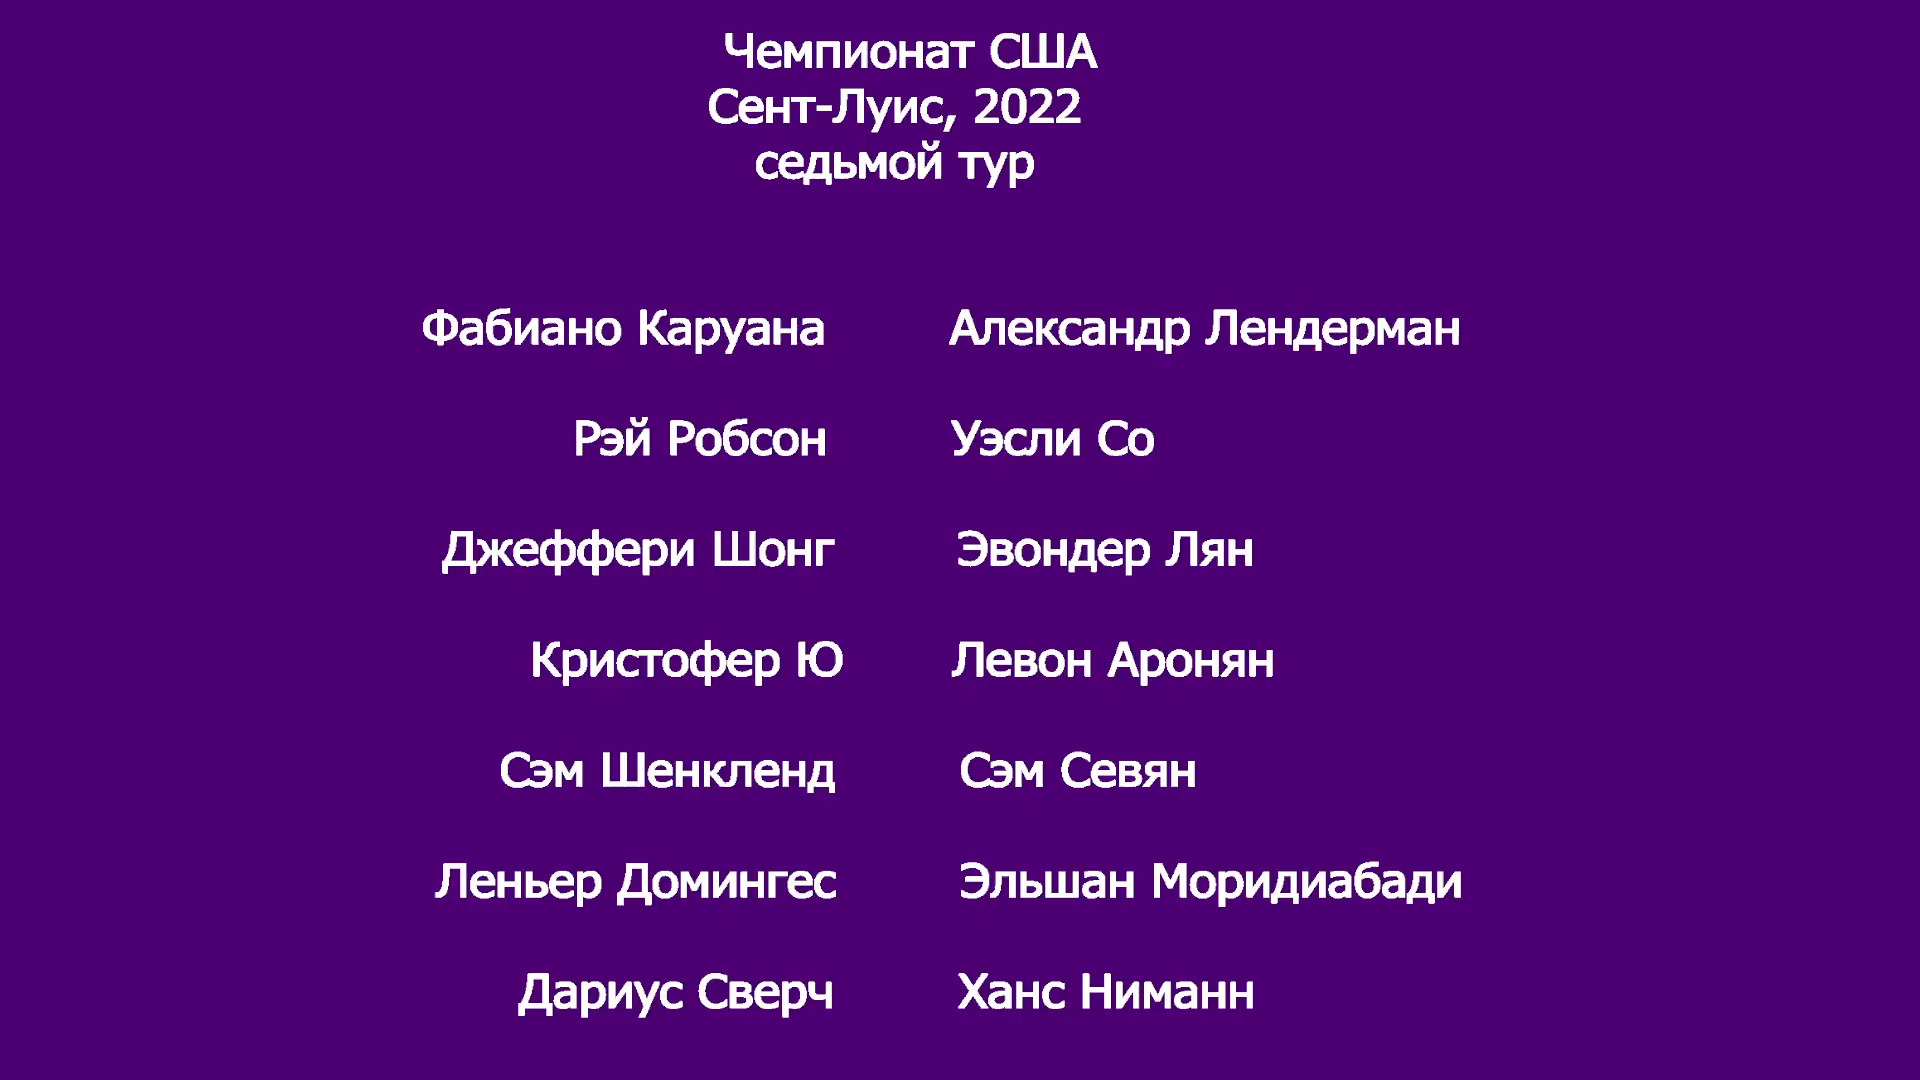 Чемпионат США
Сент-Луис, 2022
седьмой тур
Фабиано Каруана Александр Лендерман
Рэй Робсон Уэсли Со
Джеффери Шонг Эвондер Лян
Кристофер Ю Левон Аронян
Сэм Шенкленд Сэм Севян
Леньер Домингес Эльшан Моридиабади
Дариус Сверч Ханс Ниманн